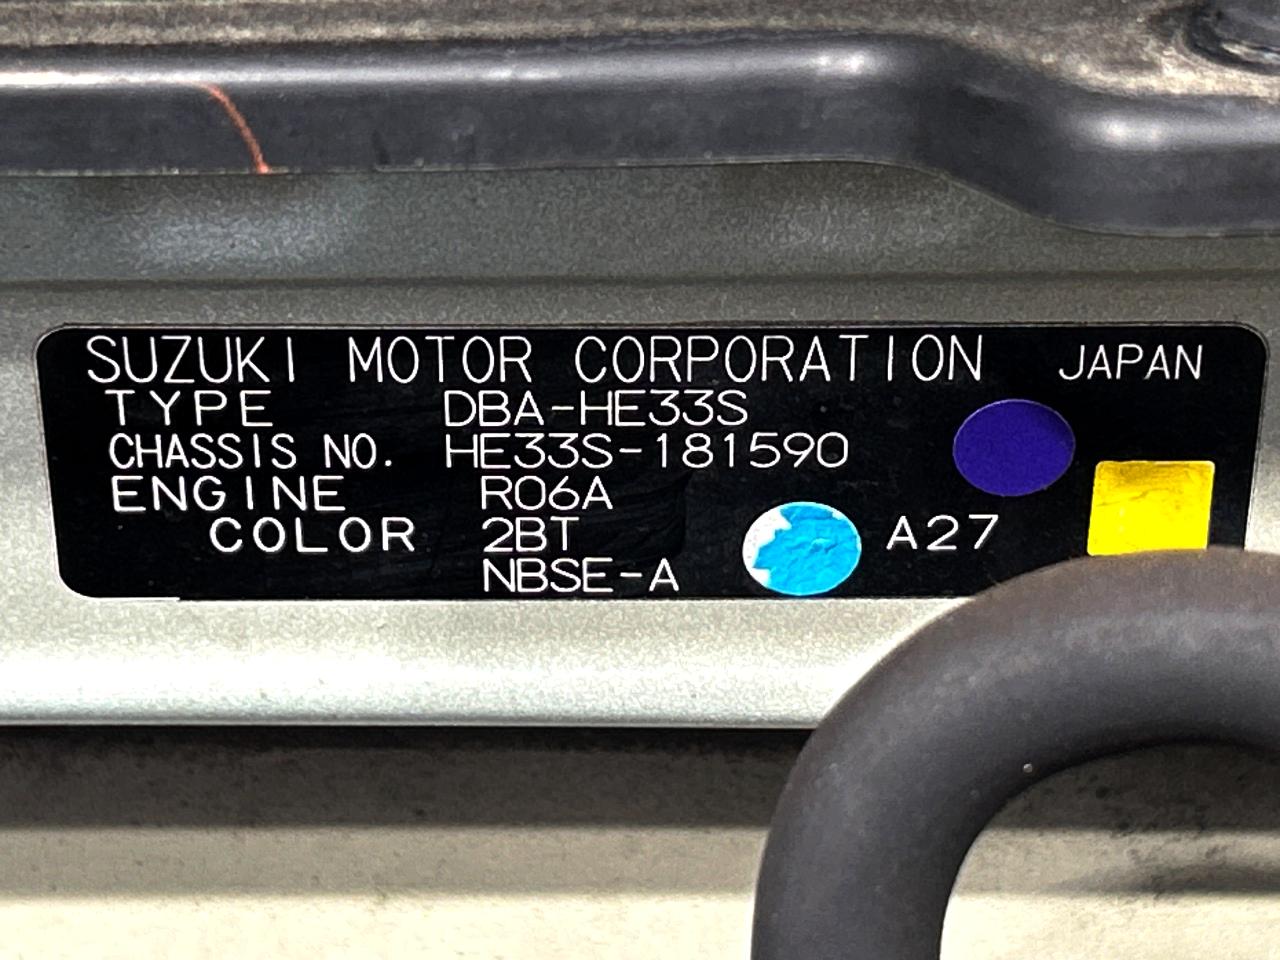 SUZUKI MOTOR CORPORATION JAPAN
TYPE DBA-HE33S
CHASSIS NO. HE33S-181590
ENGINE R06A
COLOR 2BT A27
NBSE-A